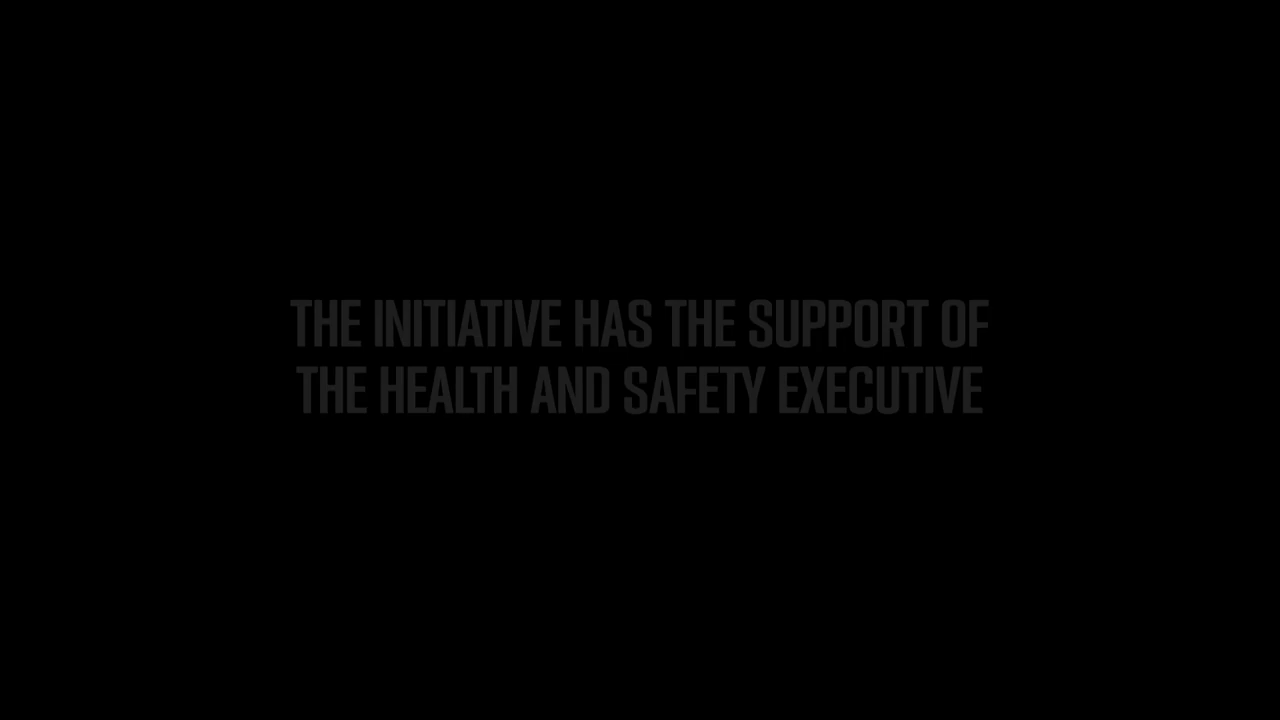 THE INITIATIVE HAS THE SUPPORT OF
THE HEALTH AND SAFETY EXECUTIVE